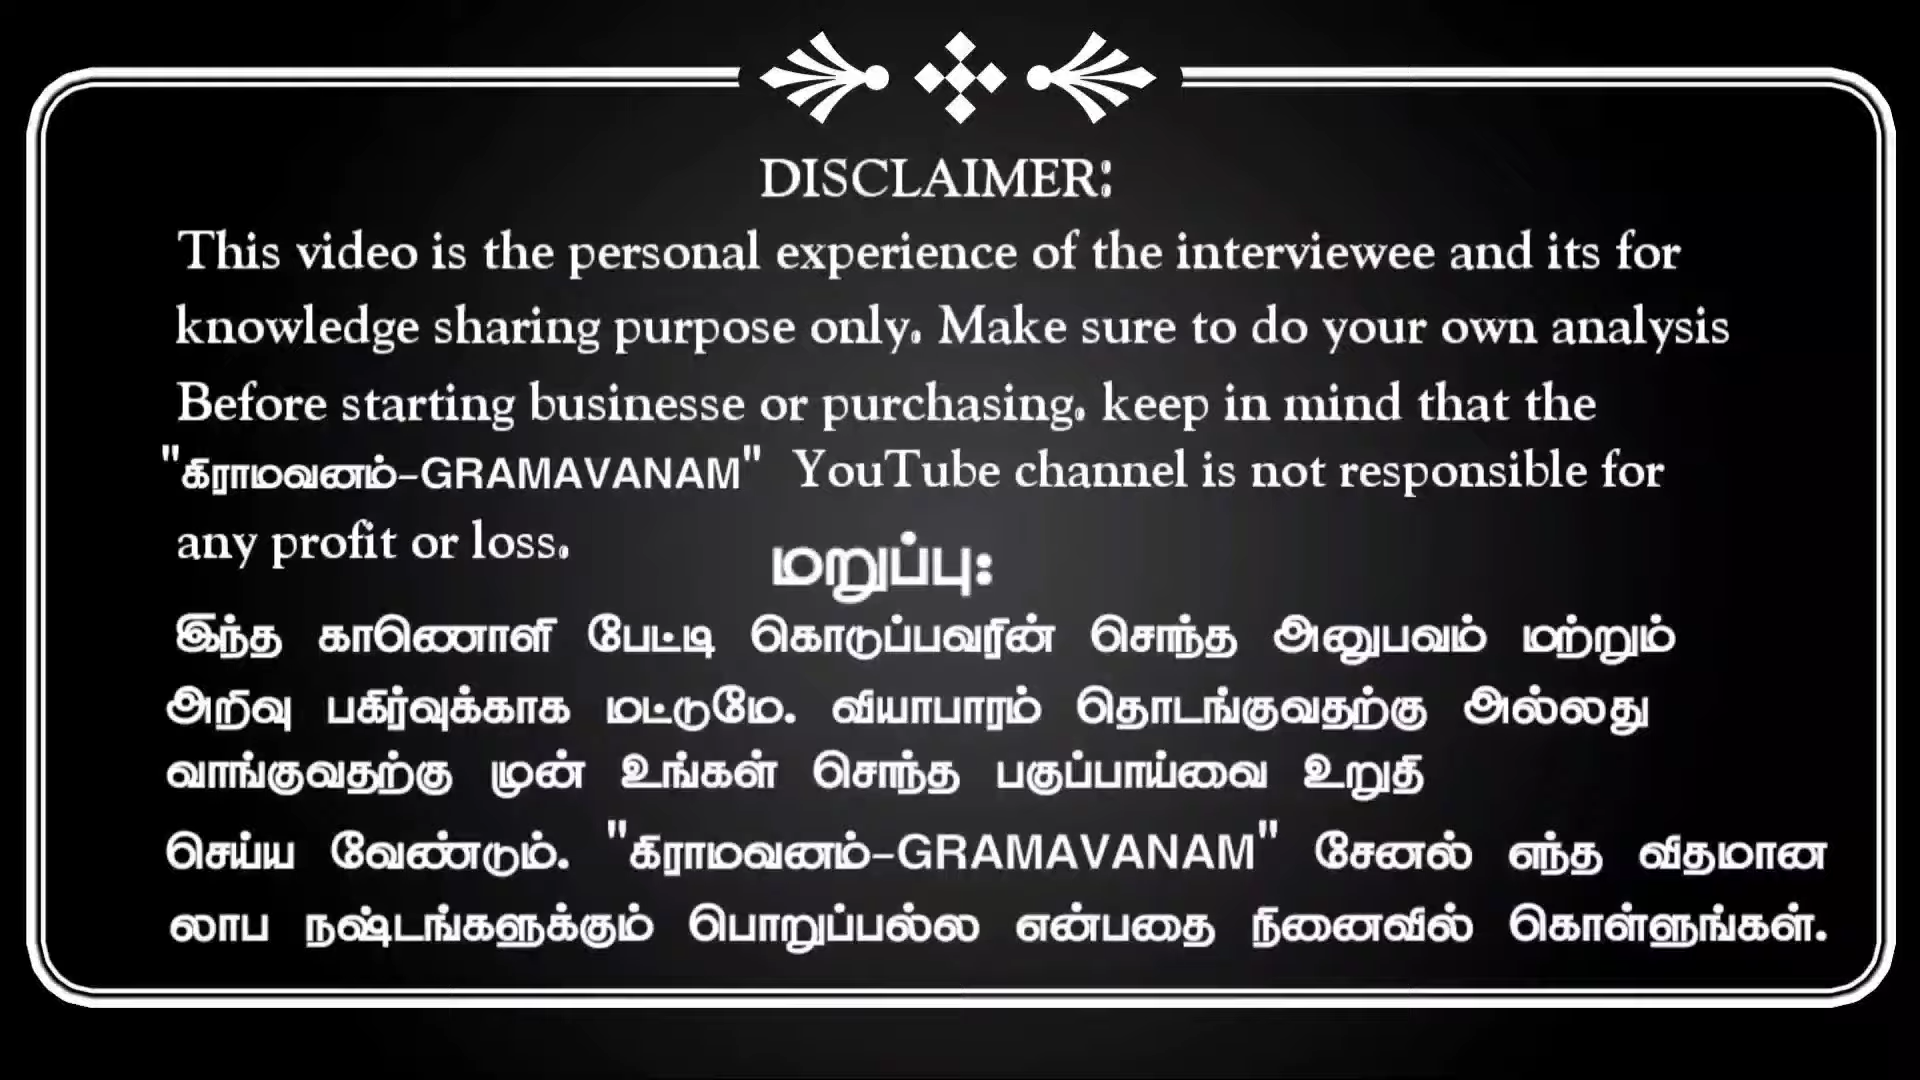 DISCLAIMER:
This video is the personal experience of the interviewee and its for
knowledge sharing purpose only. Make sure to do your own analysis
Before starting businesse or purchasing. keep in mind that the
"கிராமவனம்-GRAMAVANAM" YouTube channel is not responsible for
any profit or loss.
மறுப்பு:
இந்த காணொளி பேட்டி கொடுப்பவரின் சொந்த அனுபவம் மற்றும்
அறிவு பகிர்வுக்காக மட்டுமே. வியாபாரம் தொடங்குவதற்கு அல்லது
வாங்குவதற்கு முன் உங்கள் சொந்த பகுப்பாய்வை உறுதி
செய்ய வேண்டும். "கிராமவனம்-GRAMAVANAM" சேனல் எந்த விதமான
லாப நஷ்டங்களுக்கும் பொறுப்பல்ல என்பதை நினைவில் கொள்ளுங்கள்.